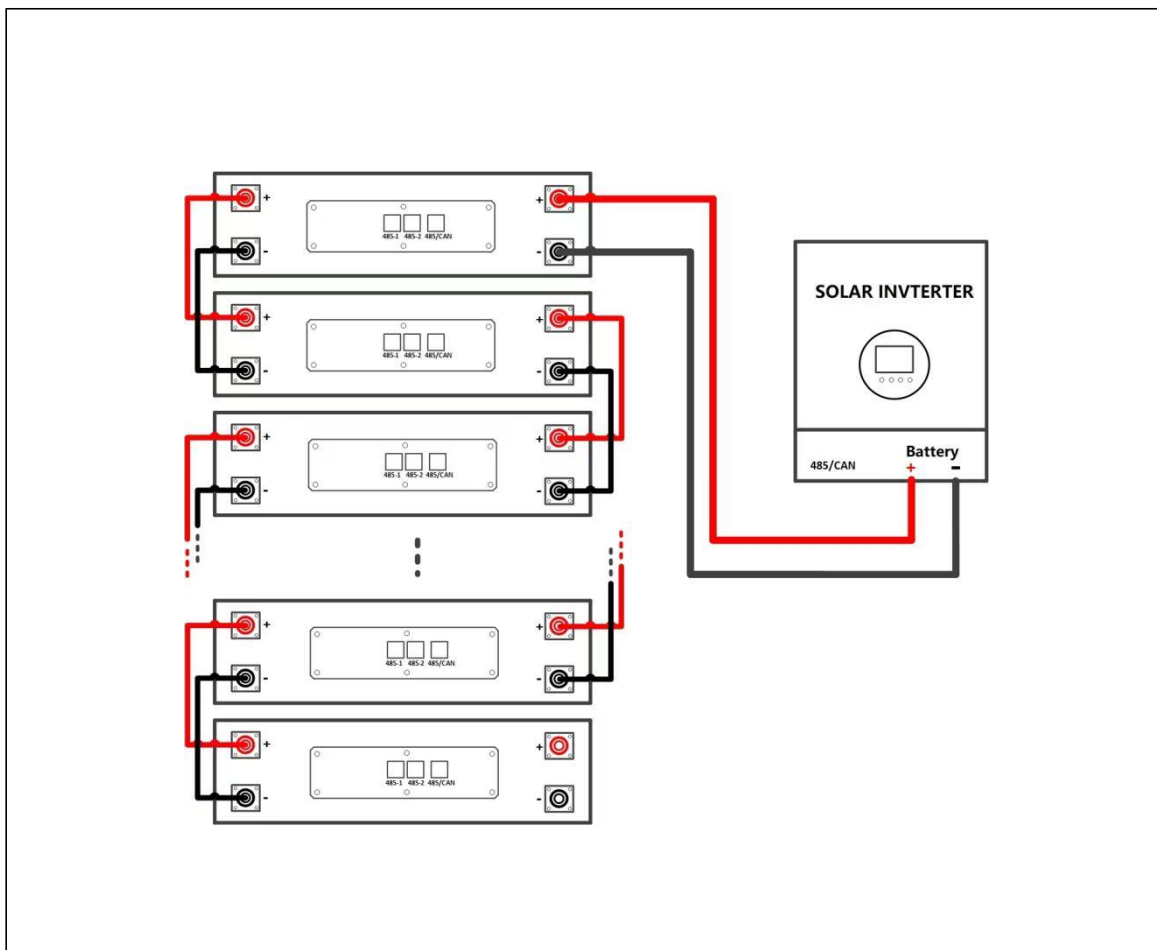 + +
485-1 485-2 485/CAN
- -
+ +
485-1 485-2 485/CAN
- -
+ +
485-1 485-2 485/CAN
- -
+ +
485-1 485-2 485/CAN
- -
+ +
485-1 485-2 485/CAN
- -
SOLAR INVTERTER
Battery
485/CAN + -